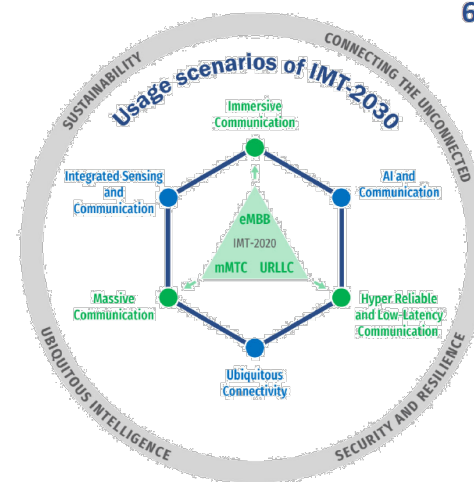 6
SUSTAINABILITY
CONNECTING THE UNCONNECTED
Usage scenarios of IMT-2030
Immersive
Communication
Integrated Sensing
and
Communication
AI and
Communication
eMBB
IMT-2020
mMTC URLLC
Massive
Communication
Hyper Reliable
and Low-Latency
Communication
Ubiquitous
Connectivity
UBIQUITOUS INTELLIGENCE
SECURITY AND RESILIENCE